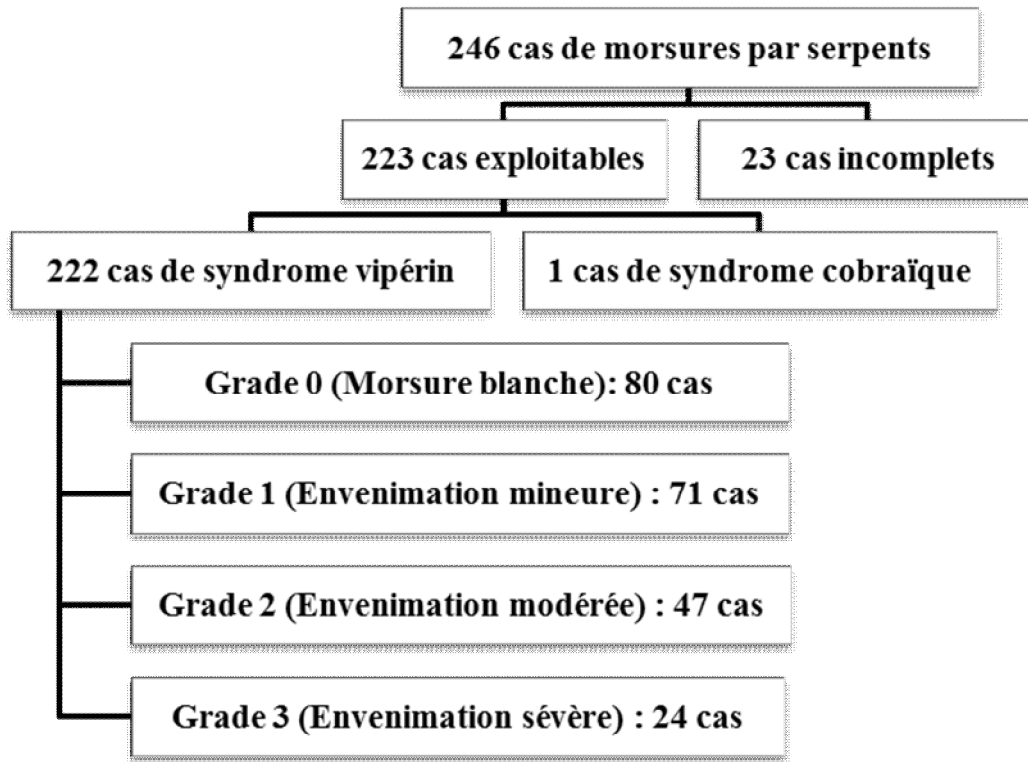 246 cas de morsures par serpents
223 cas exploitables
23 cas incomplets
222 cas de syndrome vipérin
1 cas de syndrome cobraïque
Grade 0 (Morsure blanche): 80 cas
Grade 1 (Envenimation mineure) : 71 cas
Grade 2 (Envenimation modérée) : 47 cas
Grade 3 (Envenimation sévère) : 24 cas